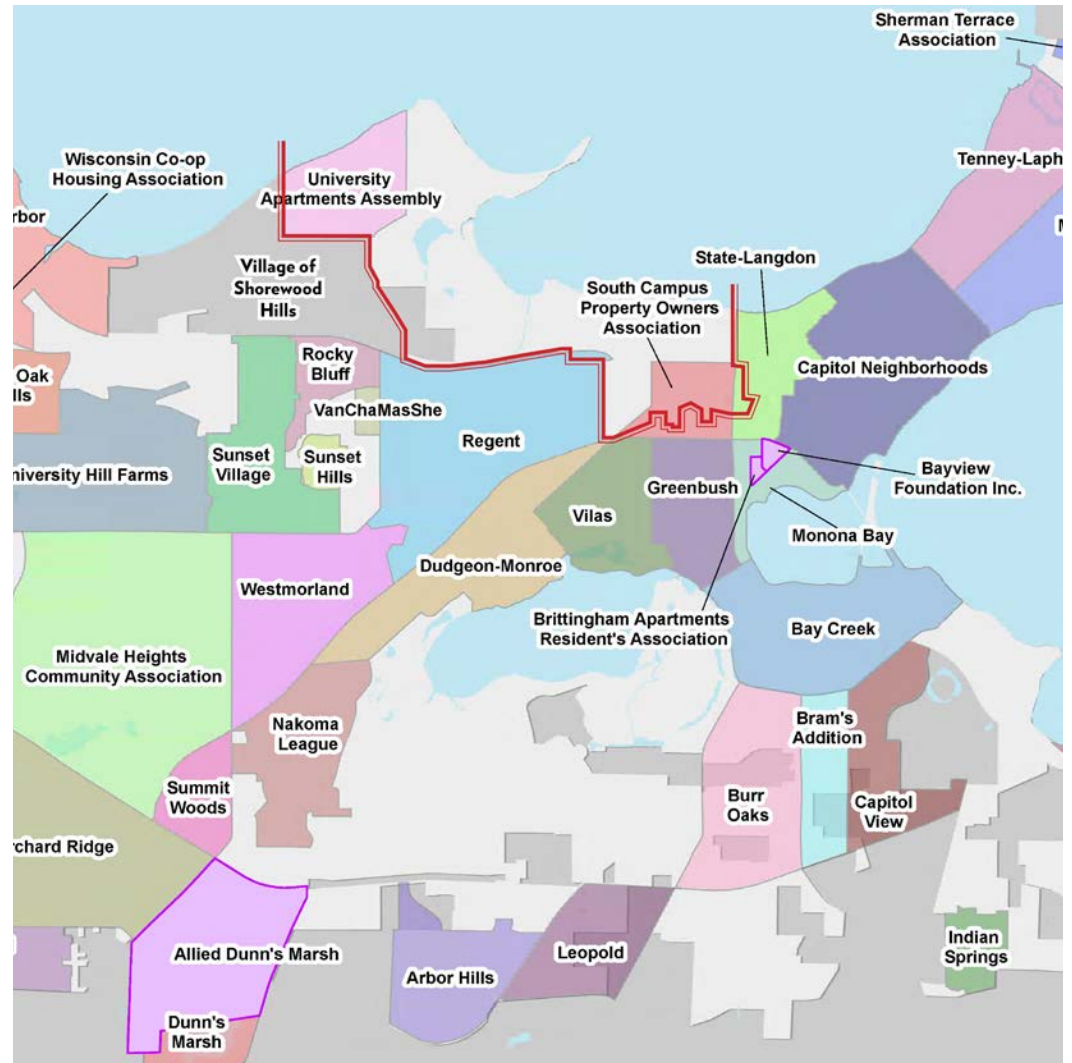 Sherman Terrace
Association
Wisconsin Co-op
Housing Association
University
Apartments Assembly
Tenney-Laph
rbor
M
State-Langdon
Village of
Shorewood
Hills
South Campus
Property Owners
Association
Rocky
Bluff
Capitol Neighborhoods
Oak
lls
VanChaMasShe
Regent
Sunset
Village
Sunset
Hills
niversity Hill Farms
Greenbush
Bayview
Foundation Inc.
Vilas
Monona Bay
Dudgeon-Monroe
Westmorland
Brittingham Apartments
Resident's Association
Bay Creek
Midvale Heights
Community Association
Nakoma
League
Bram's
Addition
Summit
Woods
Burr
Oaks
Capitol
View
rchard Ridge
Allied Dunn's Marsh
Leopold
Indian
Springs
Arbor Hills
Dunn's
Marsh